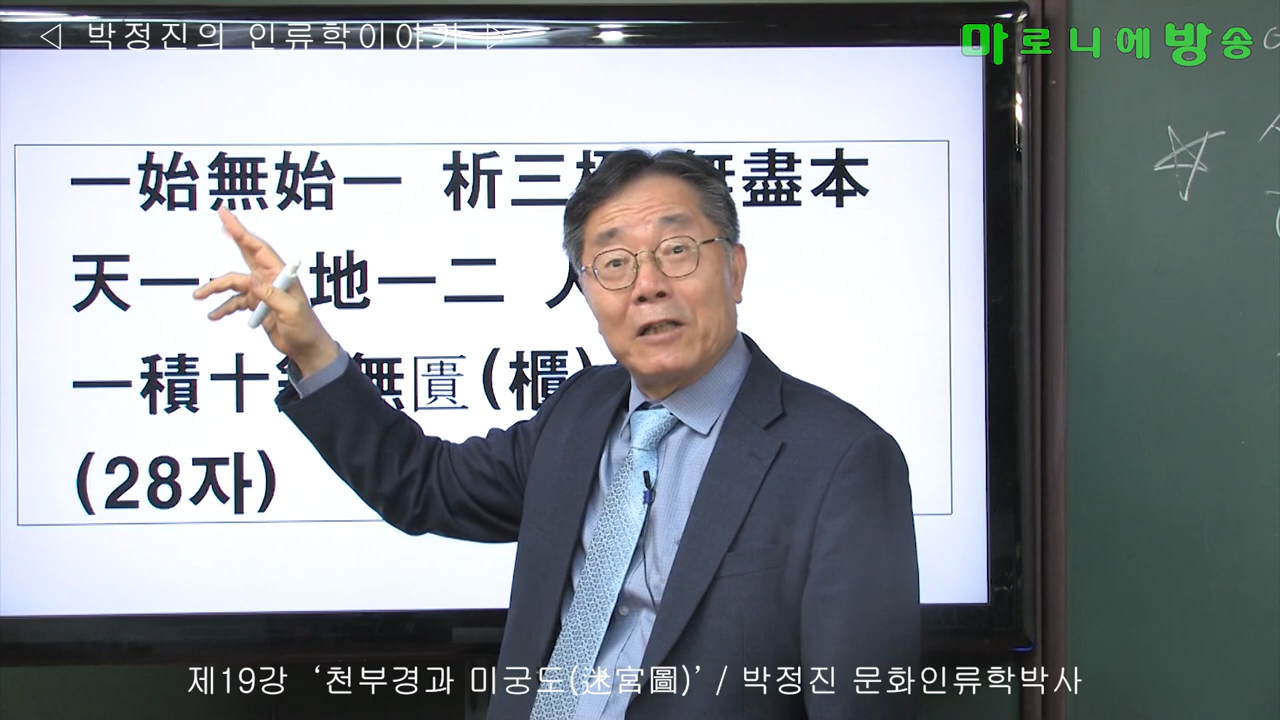 ◁ 박정진의 인류학이야기 ▷
마로니에방송
一始無始一 析三 無盡本
天一一 地一二 人
一積十 無匱(櫃)
(28자)
제19강 ‘천부경과 미궁도(迷宮圖)’ / 박정진 문화인류학박사